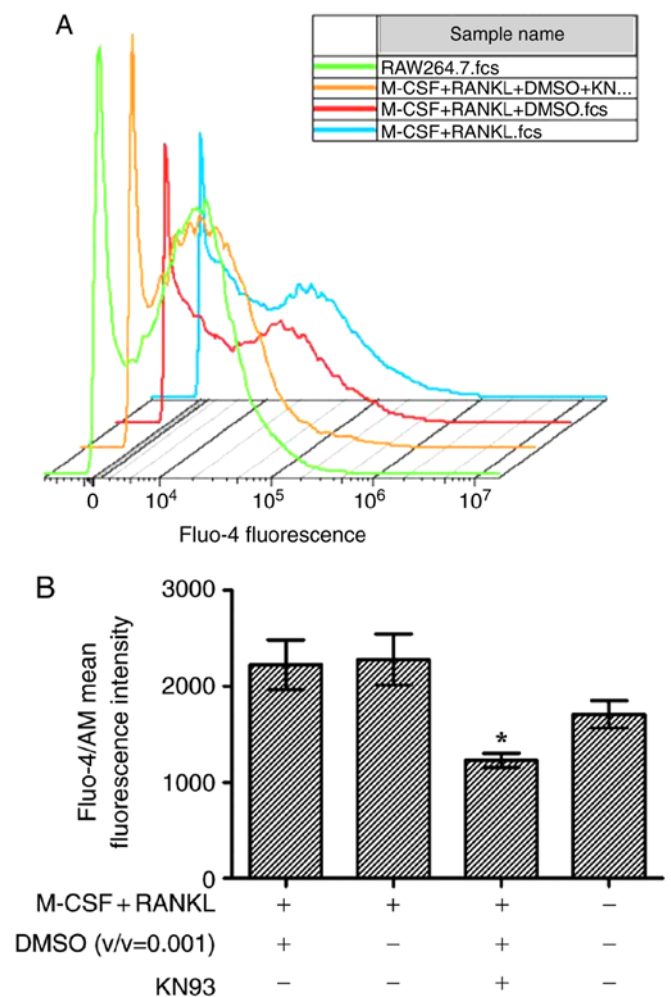 A
Sample name
RAW264.7.fcs
M-CSF+RANKL+DMSO+KN...
M-CSF+RANKL+DMSO.fcs
M-CSF+RANKL.fcs
0 10⁴ 10⁵ 10⁶ 10⁷
Fluo-4 fluorescence
B
Fluo-4/AM mean
fluorescence intensity
3000
2000
1000
0
*
M-CSF + RANKL + + + −
DMSO (v/v=0.001) + − + −
KN93 − − + −